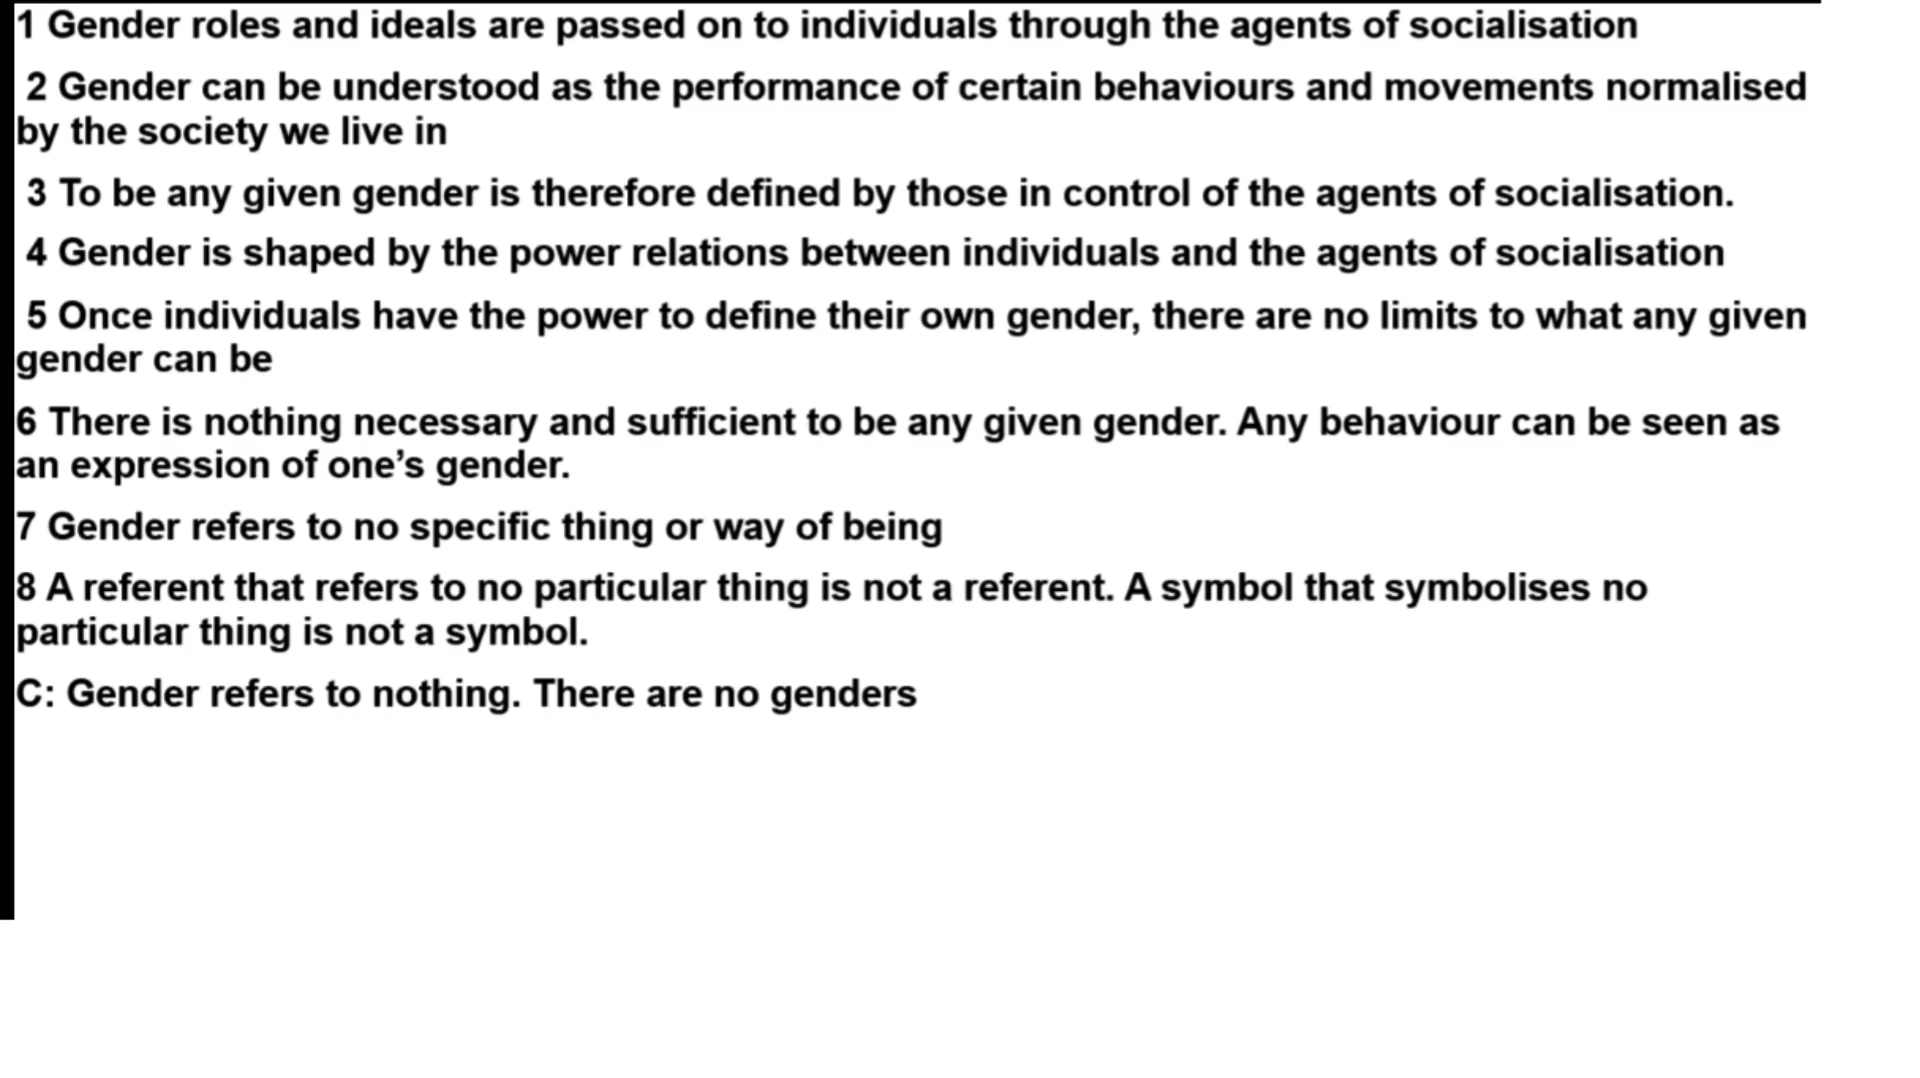 1 Gender roles and ideals are passed on to individuals through the agents of socialisation
2 Gender can be understood as the performance of certain behaviours and movements normalised
by the society we live in
3 To be any given gender is therefore defined by those in control of the agents of socialisation.
4 Gender is shaped by the power relations between individuals and the agents of socialisation
5 Once individuals have the power to define their own gender, there are no limits to what any given
gender can be
6 There is nothing necessary and sufficient to be any given gender. Any behaviour can be seen as
an expression of one’s gender.
7 Gender refers to no specific thing or way of being
8 A referent that refers to no particular thing is not a referent. A symbol that symbolises no
particular thing is not a symbol.
C: Gender refers to nothing. There are no genders